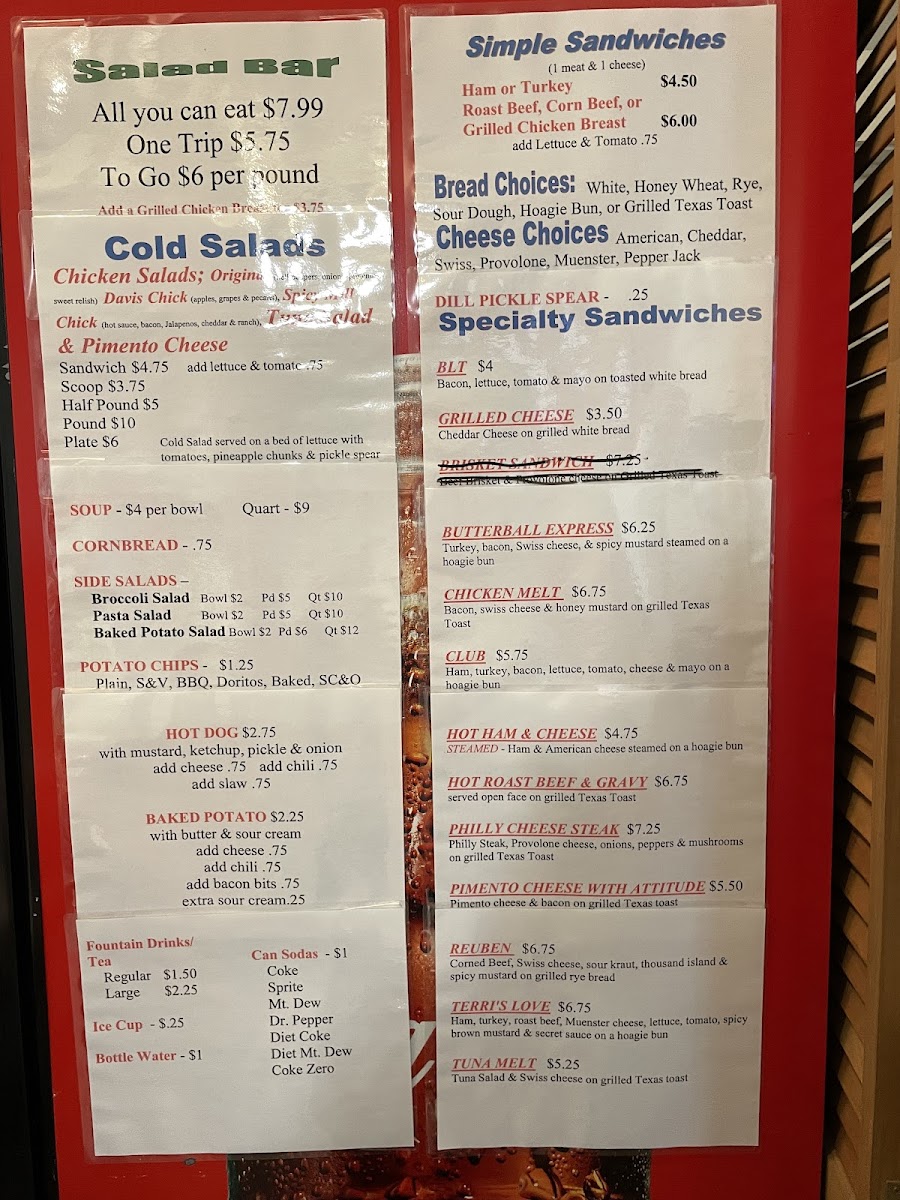 Salad Bar
All you can eat $7.99
One Trip $5.75
To Go $6 per pound
Add a Grilled Chicken $3.75
Cold Salads
Chicken Salads; Origin
sweet relish) Davis Chick (apples, grapes & pecans), Spicy
Chick (hot sauce, bacon, Jalapenos, cheddar & ranch), Tuna Salad
& Pimento Cheese
Sandwich $4.75 add lettuce & tomato .75
Scoop $3.75
Half Pound $5
Pound $10
Plate $6 Cold Salad served on a bed of lettuce with
tomatoes, pineapple chunks & pickle spear
SOUP - $4 per bowl Quart - $9
CORNBREAD - .75
SIDE SALADS –
Broccoli Salad Bowl $2 Pd $5 Qt $10
Pasta Salad Bowl $2 Pd $5 Qt $10
Baked Potato Salad Bowl $2 Pd $6 Qt $12
POTATO CHIPS - $1.25
Plain, S&V, BBQ, Doritos, Baked, SC&O
HOT DOG $2.75
with mustard, ketchup, pickle & onion
add cheese .75 add chili .75
add slaw .75
BAKED POTATO $2.25
with butter & sour cream
add cheese .75
add chili .75
add bacon bits .75
extra sour cream.25
Fountain Drinks/
Tea
Regular $1.50
Large $2.25
Ice Cup - $.25
Bottle Water - $1
Can Sodas - $1
Coke
Sprite
Mt. Dew
Dr. Pepper
Diet Coke
Diet Mt. Dew
Coke Zero
Simple Sandwiches
(1 meat & 1 cheese)
Ham or Turkey $4.50
Roast Beef, Corn Beef, or
Grilled Chicken Breast $6.00
add Lettuce & Tomato .75
Bread Choices: White, Honey Wheat, Rye,
Sour Dough, Hoagie Bun, or Grilled Texas Toast
Cheese Choices American, Cheddar,
Swiss, Provolone, Muenster, Pepper Jack
DILL PICKLE SPEAR - .25
Specialty Sandwiches
BLT $4
Bacon, lettuce, tomato & mayo on toasted white bread
GRILLED CHEESE $3.50
Cheddar Cheese on grilled white bread
BRISKET SANDWICH $7.25
Beef Brisket & Provolone cheese on Grilled Texas Toast
BUTTERBALL EXPRESS $6.25
Turkey, bacon, Swiss cheese, & spicy mustard steamed on a
hoagie bun
CHICKEN MELT $6.75
Bacon, swiss cheese & honey mustard on grilled Texas
Toast
CLUB $5.75
Ham, turkey, bacon, lettuce, tomato, cheese & mayo on a
hoagie bun
HOT HAM & CHEESE $4.75
STEAMED - Ham & American cheese steamed on a hoagie bun
HOT ROAST BEEF & GRAVY $6.75
served open face on grilled Texas Toast
PHILLY CHEESE STEAK $7.25
Philly Steak, Provolone cheese, onions, peppers & mushrooms
on grilled Texas Toast
PIMENTO CHEESE WITH ATTITUDE $5.50
Pimento cheese & bacon on grilled Texas toast
REUBEN $6.75
Corned Beef, Swiss cheese, sour kraut, thousand island &
spicy mustard on grilled rye bread
TERRI'S LOVE $6.75
Ham, turkey, roast beef, Muenster cheese, lettuce, tomato, spicy
brown mustard & secret sauce on a hoagie bun
TUNA MELT $5.25
Tuna Salad & Swiss cheese on grilled Texas toast